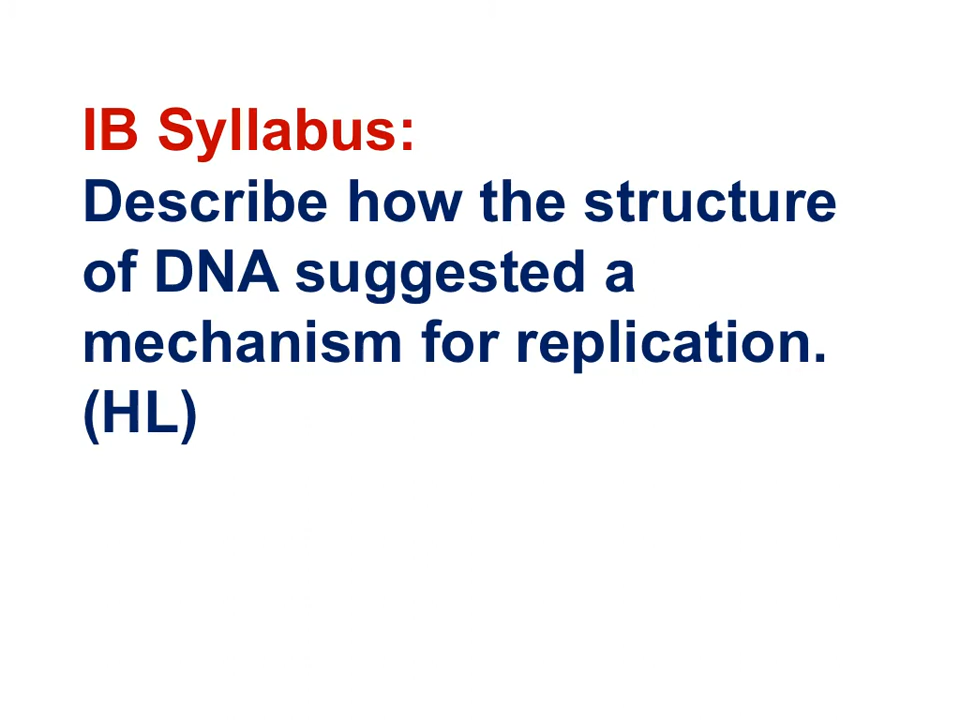 IB Syllabus:
Describe how the structure
of DNA suggested a
mechanism for replication.
(HL)